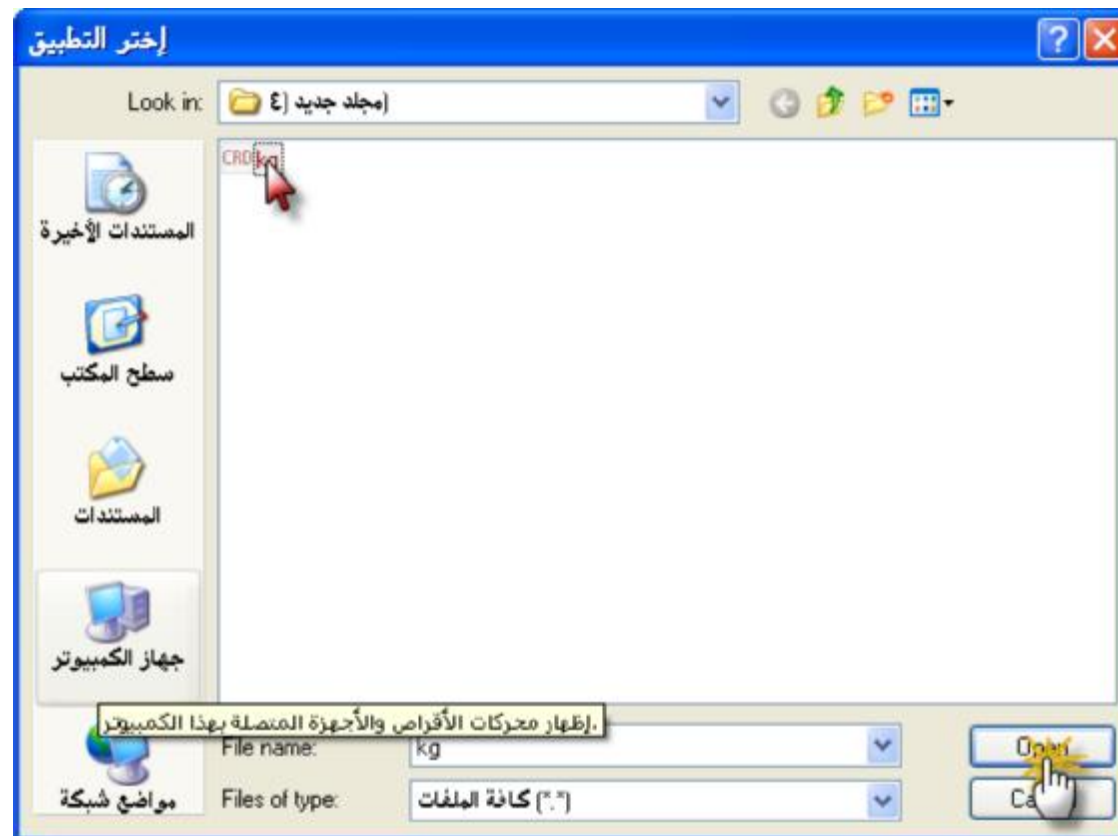 إختر التطبيق
Look in:
مجلد جديد (٤)
CRD kg
المستندات الأخيرة
سطح المكتب
المستندات
جهاز الكمبيوتر
إظهار محركات الأقراص والأجهزة المتصلة بهذا الكمبيوتر.
File name: kg
Open
مواضع شبكة
Files of type: كافة الملفات (*.*)